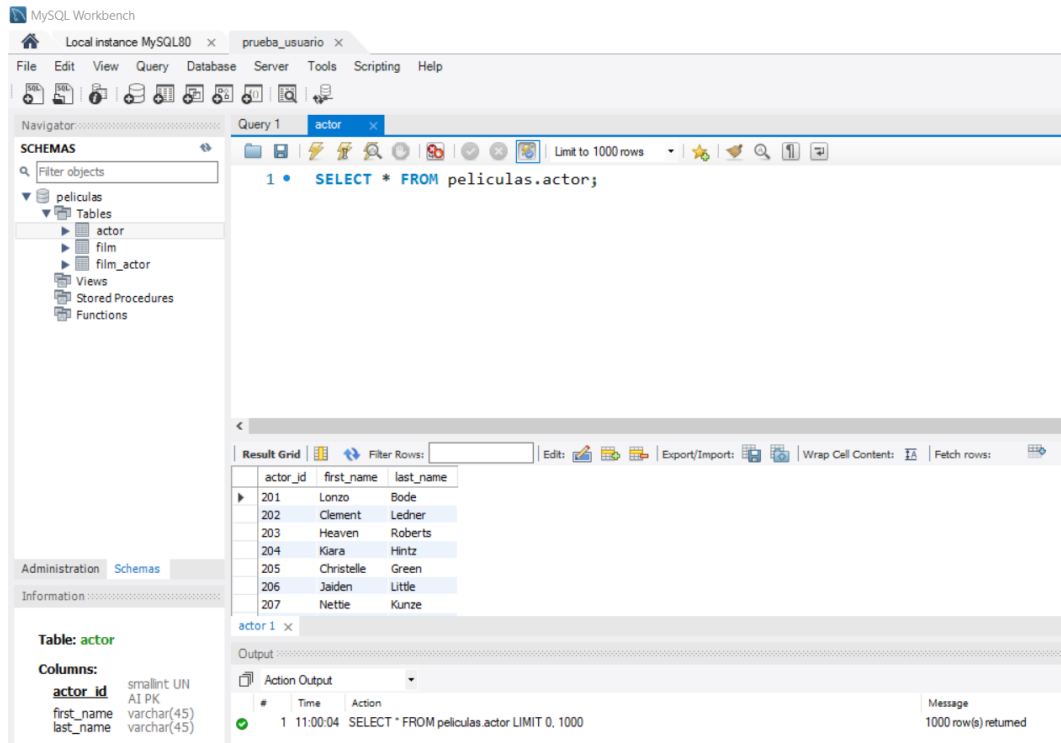 MySQL Workbench
Local instance MySQL80 × prueba_usuario ×
File Edit View Query Database Server Tools Scripting Help
Navigator
SCHEMAS
Filter objects
peliculas
Tables
actor
film
film_actor
Views
Stored Procedures
Functions
Administration Schemas
Information
Table: actor
Columns:
actor_id smallint UN
AI PK
first_name varchar(45)
last_name varchar(45)
Query 1 actor ×
Limit to 1000 rows
1 SELECT * FROM peliculas.actor;
Result Grid Filter Rows: Edit: Export/Import: Wrap Cell Content: Fetch rows:
actor_id first_name last_name
201 Lonzo Bode
202 Clement Ledner
203 Heaven Roberts
204 Kiara Hintz
205 Christelle Green
206 Jaiden Little
207 Nettie Kunze
actor 1 ×
Output
Action Output
# Time Action Message
1 11:00:04 SELECT * FROM peliculas.actor LIMIT 0, 1000 1000 row(s) returned